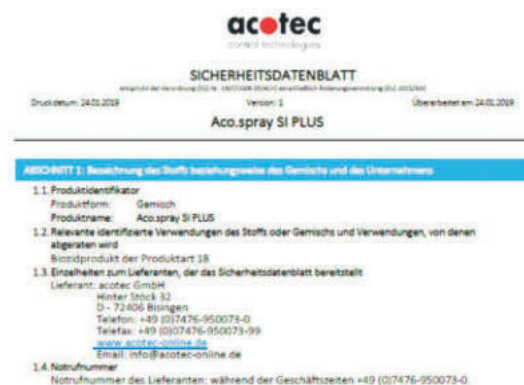 acotec
control technologies
SICHERHEITSDATENBLATT
Druckdatum: 24.01.2019 Version: 1 Überarbeitet am 24.01.2019
Aco.spray SI PLUS
ABSCHNITT 1: Bezeichnung des Stoffs beziehungsweise des Gemischs und des Unternehmens
1.1. Produktidentifikator
Produktform: Gemisch
Produktname: Aco.spray SI PLUS
1.2. Relevante identifizierte Verwendungen des Stoffs oder Gemischs und Verwendungen, von denen
abgeraten wird
Biozidprodukt der Produktart 18
1.3. Einzelheiten zum Lieferanten, der das Sicherheitsdatenblatt bereitstellt
Lieferant: acotec GmbH
Hinter Stöck 32
D - 72406 Bisingen
Telefon: +49 (0)7476-950073-0
Telefax: +49 (0)07476-950073-99
www.acotec-online.de
Email: info@acotec-online.de
1.4. Notrufnummer
Notrufnummer des Lieferanten: während der Geschäftszeiten +49 (0)7476-950073-0.